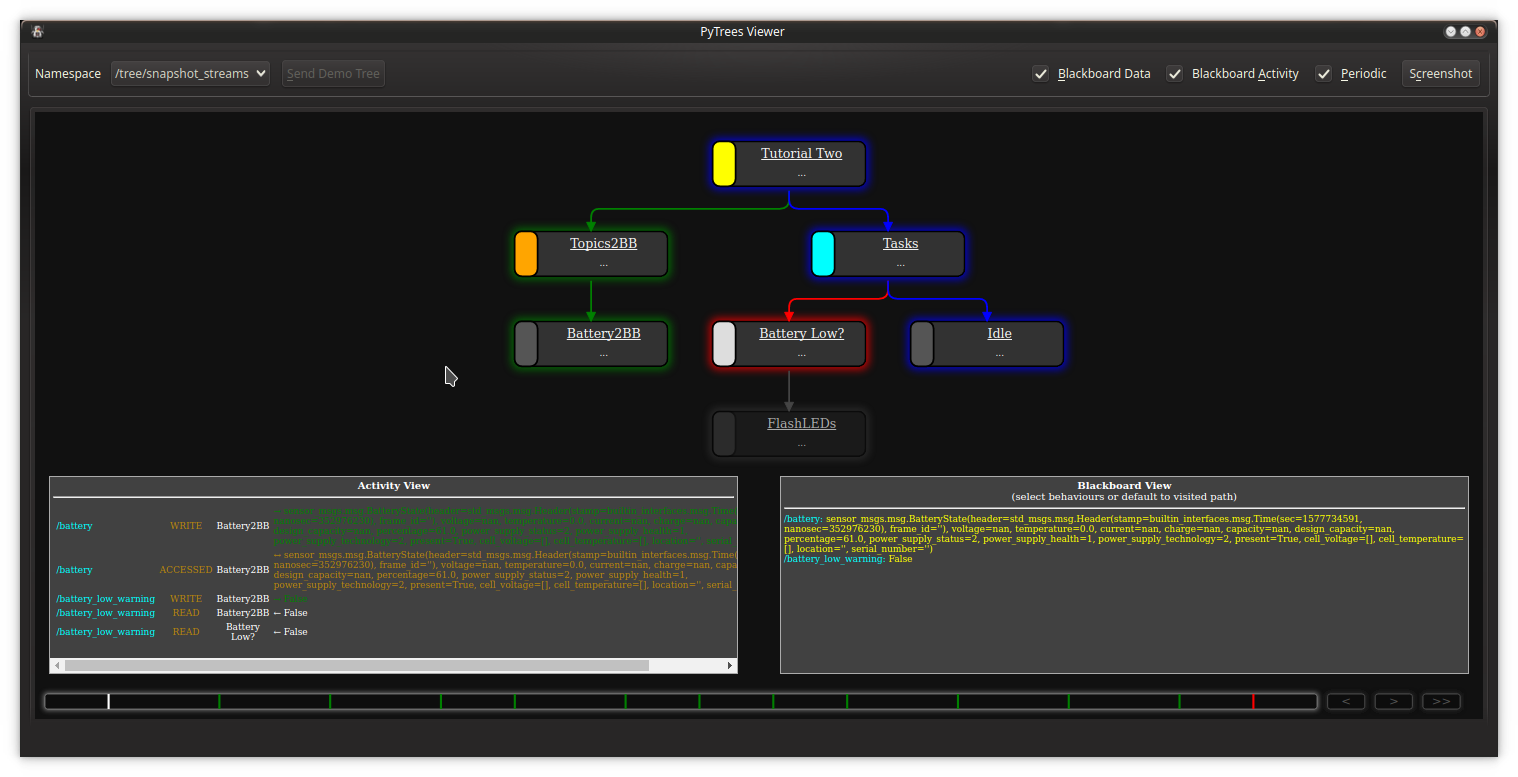 PyTrees Viewer
Namespace /tree/snapshot_streams Send Demo Tree Blackboard Data Blackboard Activity Periodic Screenshot
Tutorial Two
...
Topics2BB Tasks
... ...
Battery2BB Battery Low? Idle
... ... ...
FlashLEDs
...
Activity View
/battery WRITE Battery2BB → sensor_msgs.msg.BatteryState(header=std_msgs.msg.Header(stamp=builtin_interfaces.msg.Time(
nanosec=352976230), frame_id=''), voltage=nan, temperature=0.0, current=nan, charge=nan, capa
design_capacity=nan, percentage=61.0, power_supply_status=2, power_supply_health=1,
power_supply_technology=2, present=True, cell_voltage=[], cell_temperature=[], location='', serial_
/battery ACCESSED Battery2BB ↔ sensor_msgs.msg.BatteryState(header=std_msgs.msg.Header(stamp=builtin_interfaces.msg.Time(
nanosec=352976230), frame_id=''), voltage=nan, temperature=0.0, current=nan, charge=nan, capa
design_capacity=nan, percentage=61.0, power_supply_status=2, power_supply_health=1,
power_supply_technology=2, present=True, cell_voltage=[], cell_temperature=[], location='', serial_
/battery_low_warning WRITE Battery2BB → False
/battery_low_warning READ Battery2BB ← False
/battery_low_warning READ Battery Low? ← False
Blackboard View
(select behaviours or default to visited path)
/battery: sensor_msgs.msg.BatteryState(header=std_msgs.msg.Header(stamp=builtin_interfaces.msg.Time(sec=1577734591,
nanosec=352976230), frame_id=''), voltage=nan, temperature=0.0, current=nan, charge=nan, capacity=nan, design_capacity=nan,
percentage=61.0, power_supply_status=2, power_supply_health=1, power_supply_technology=2, present=True, cell_voltage=[], cell_temperature=
[], location='', serial_number='')
/battery_low_warning: False
< > >>